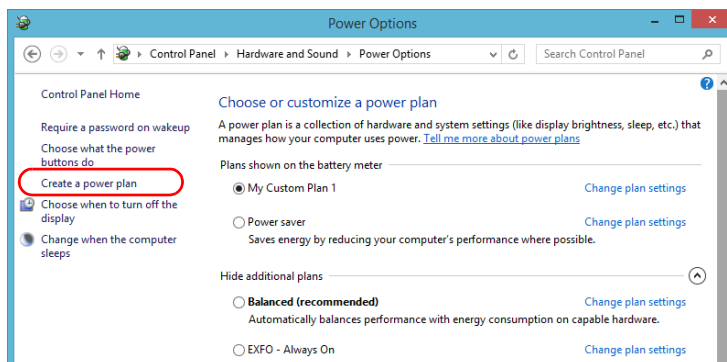 Power Options
Control Panel Hardware and Sound Power Options
Search Control Panel
Control Panel Home
Require a password on wakeup
Choose what the power
buttons do
Create a power plan
Choose when to turn off the
display
Change when the computer
sleeps
Choose or customize a power plan
A power plan is a collection of hardware and system settings (like display brightness, sleep, etc.) that
manages how your computer uses power. Tell me more about power plans
Plans shown on the battery meter
My Custom Plan 1 Change plan settings
Power saver Change plan settings
Saves energy by reducing your computer's performance where possible.
Hide additional plans
Balanced (recommended) Change plan settings
Automatically balances performance with energy consumption on capable hardware.
EXFO - Always On Change plan settings